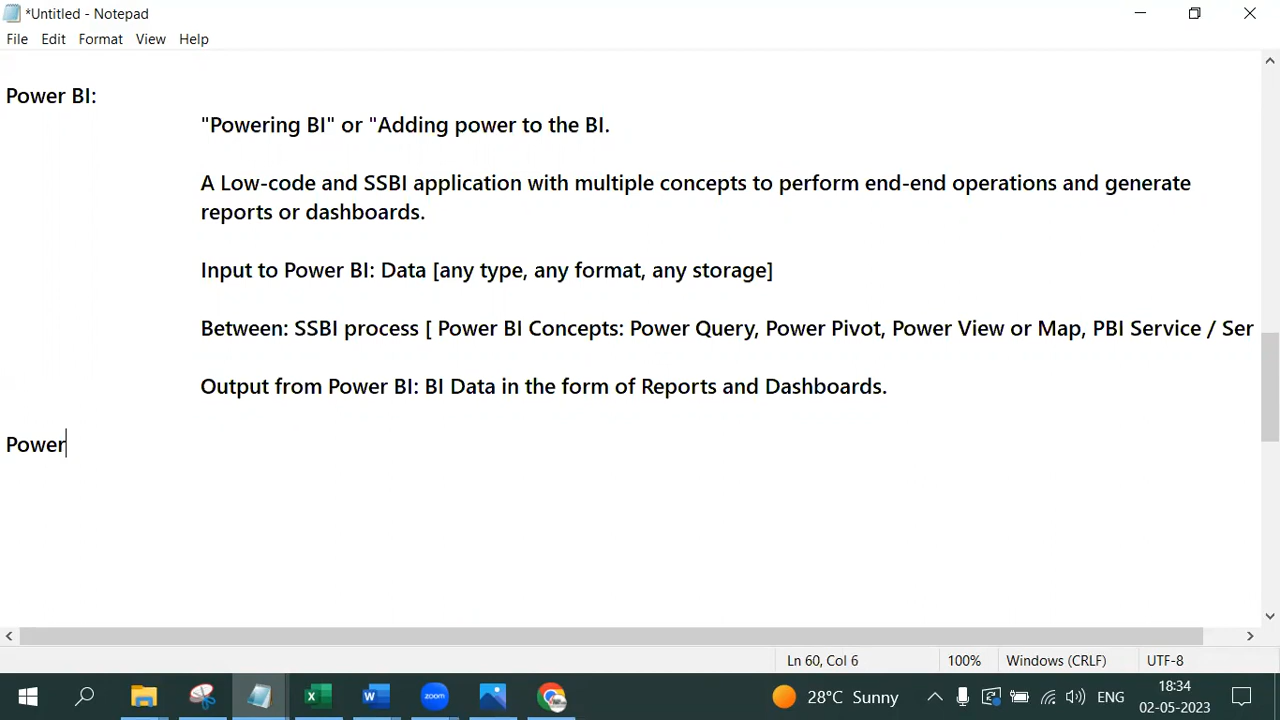 *Untitled - Notepad
File Edit Format View Help
Power BI:
"Powering BI" or "Adding power to the BI.
A Low-code and SSBI application with multiple concepts to perform end-end operations and generate
reports or dashboards.
Input to Power BI: Data [any type, any format, any storage]
Between: SSBI process [ Power BI Concepts: Power Query, Power Pivot, Power View or Map, PBI Service / Ser
Output from Power BI: BI Data in the form of Reports and Dashboards.
Power
Ln 60, Col 6 100% Windows (CRLF) UTF-8
zoom 28°C Sunny ENG 18:34
02-05-2023